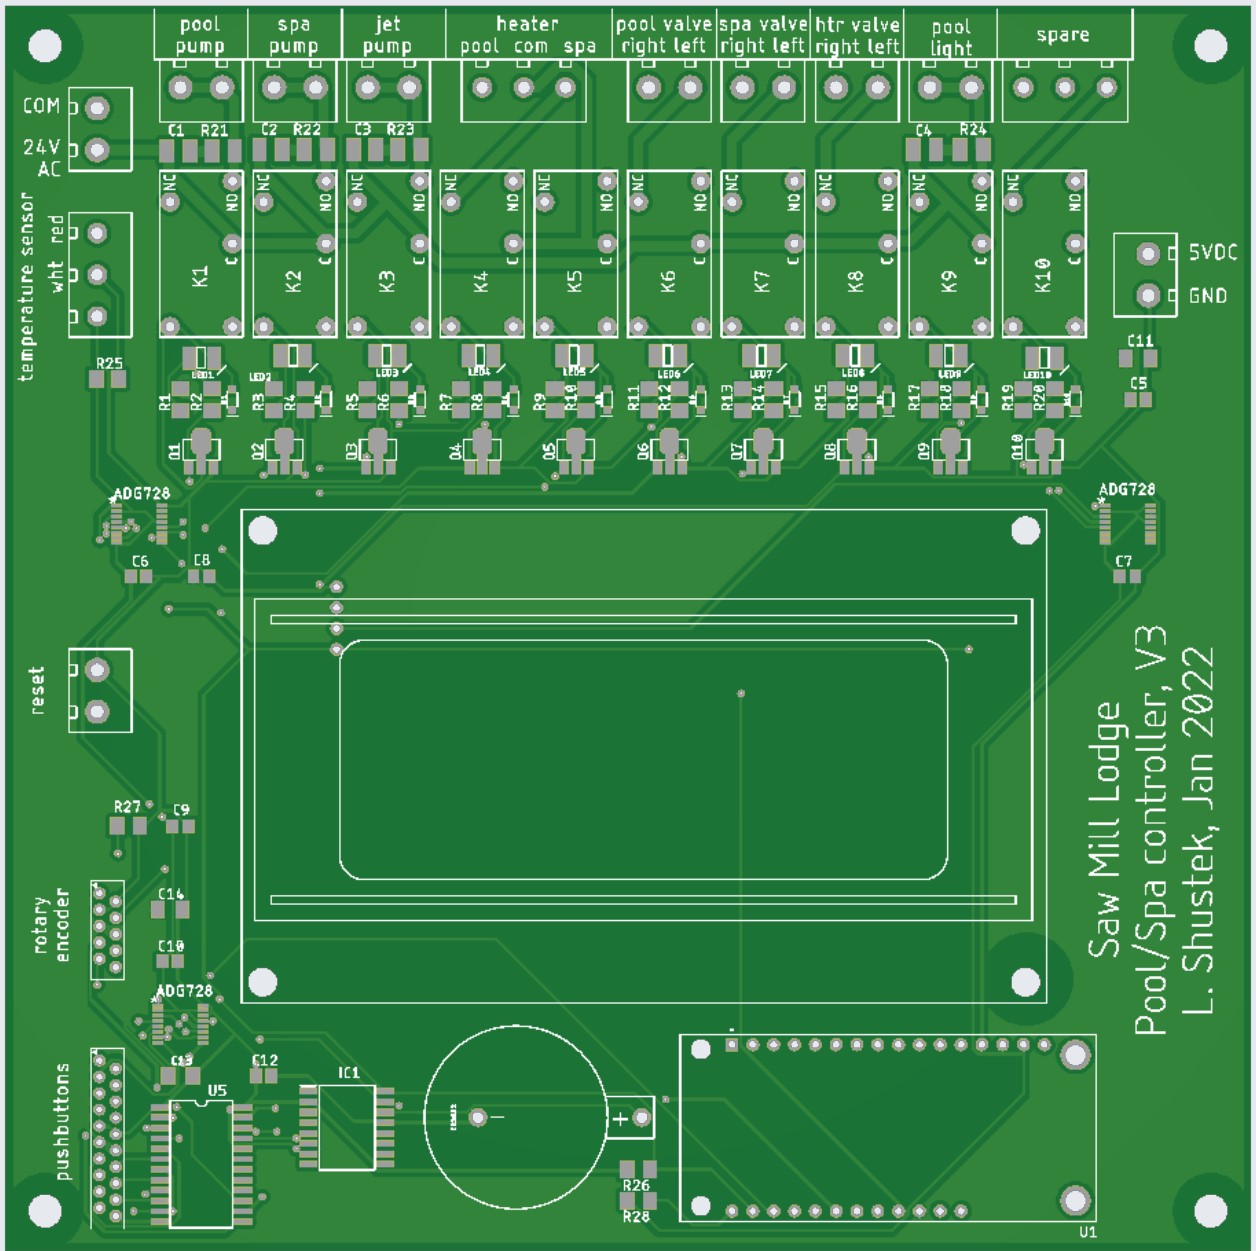 pool pump
spa pump
jet pump
heater
pool com spa
pool valve
right left
spa valve
right left
htr valve
right left
pool light
spare
COM
24V
AC
C1 R21
C2 R22
C3 R23
C4 R24
NC NO C K1
NC NO C K2
NC NO C K3
NC NO C K4
NC NO C K5
NC NO C K6
NC NO C K7
NC NO C K8
NC NO C K9
NC NO C K10
temperature sensor
wht red
5VDC
GND
R25
C11
C5
LED1
LED2
LED3
LED4
LED5
LED6
LED7
LED8
LED9
LED10
R1 R2
R3 R4
R5 R6
R7 R8
R9 R10
R11 R12
R13 R14
R15 R16
R17 R18
R19 R20
Q1
Q2
Q3
Q4
Q5
Q6
Q7
Q8
Q9
Q10
*ADG728
*ADG728
C6
C8
C7
reset
R27
C9
C14
rotary
encoder
C10
*ADG728
C13
C12
pushbuttons
U5
IC1
− +
R26
R28
U1
Saw Mill Lodge
Pool/Spa controller, V3
L. Shustek, Jan 2022